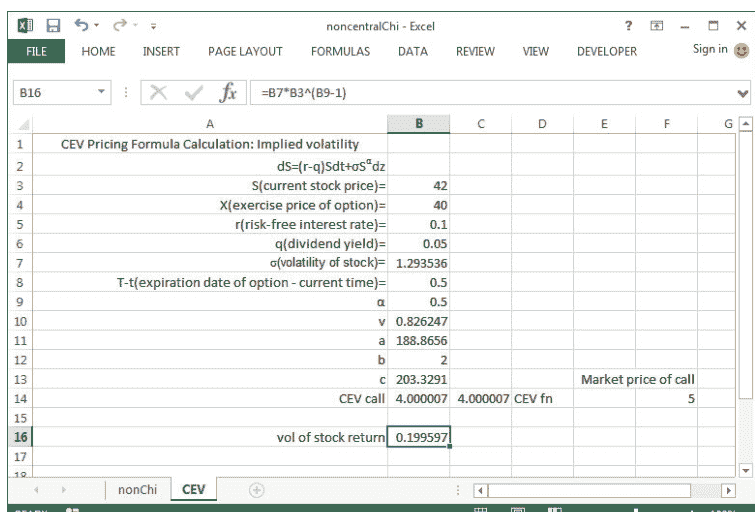 noncentralChi - Excel
FILE HOME INSERT PAGE LAYOUT FORMULAS DATA REVIEW VIEW DEVELOPER Sign in
B16 fx =B7*B3^(B9-1)
A B C D E F G
1 CEV Pricing Formula Calculation: Implied volatility
2 dS=(r-q)Sdt+σS^αdz
3 S(current stock price)= 42
4 X(exercise price of option)= 40
5 r(risk-free interest rate)= 0.1
6 q(dividend yield)= 0.05
7 σ(volatility of stock)= 1.293536
8 T-t(expiration date of option - current time)= 0.5
9 α 0.5
10 v 0.826247
11 a 188.8656
12 b 2
13 c 203.3291 Market price of call
14 CEV call 4.000007 4.000007 CEV fn 5
15
16 vol of stock return 0.199597
17
18
nonChi CEV